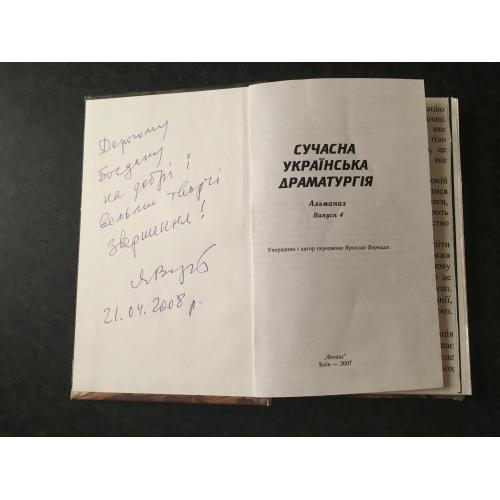 Дорогому
Богдану
на добрі і
вельми творчі
звершення!
21.04.2008 р.
СУЧАСНА
УКРАЇНСЬКА
ДРАМАТУРГІЯ
Альманах
Випуск 4
Упорядник і автор передмови Ярослав Верещак
„Фенікс"
Київ — 2007